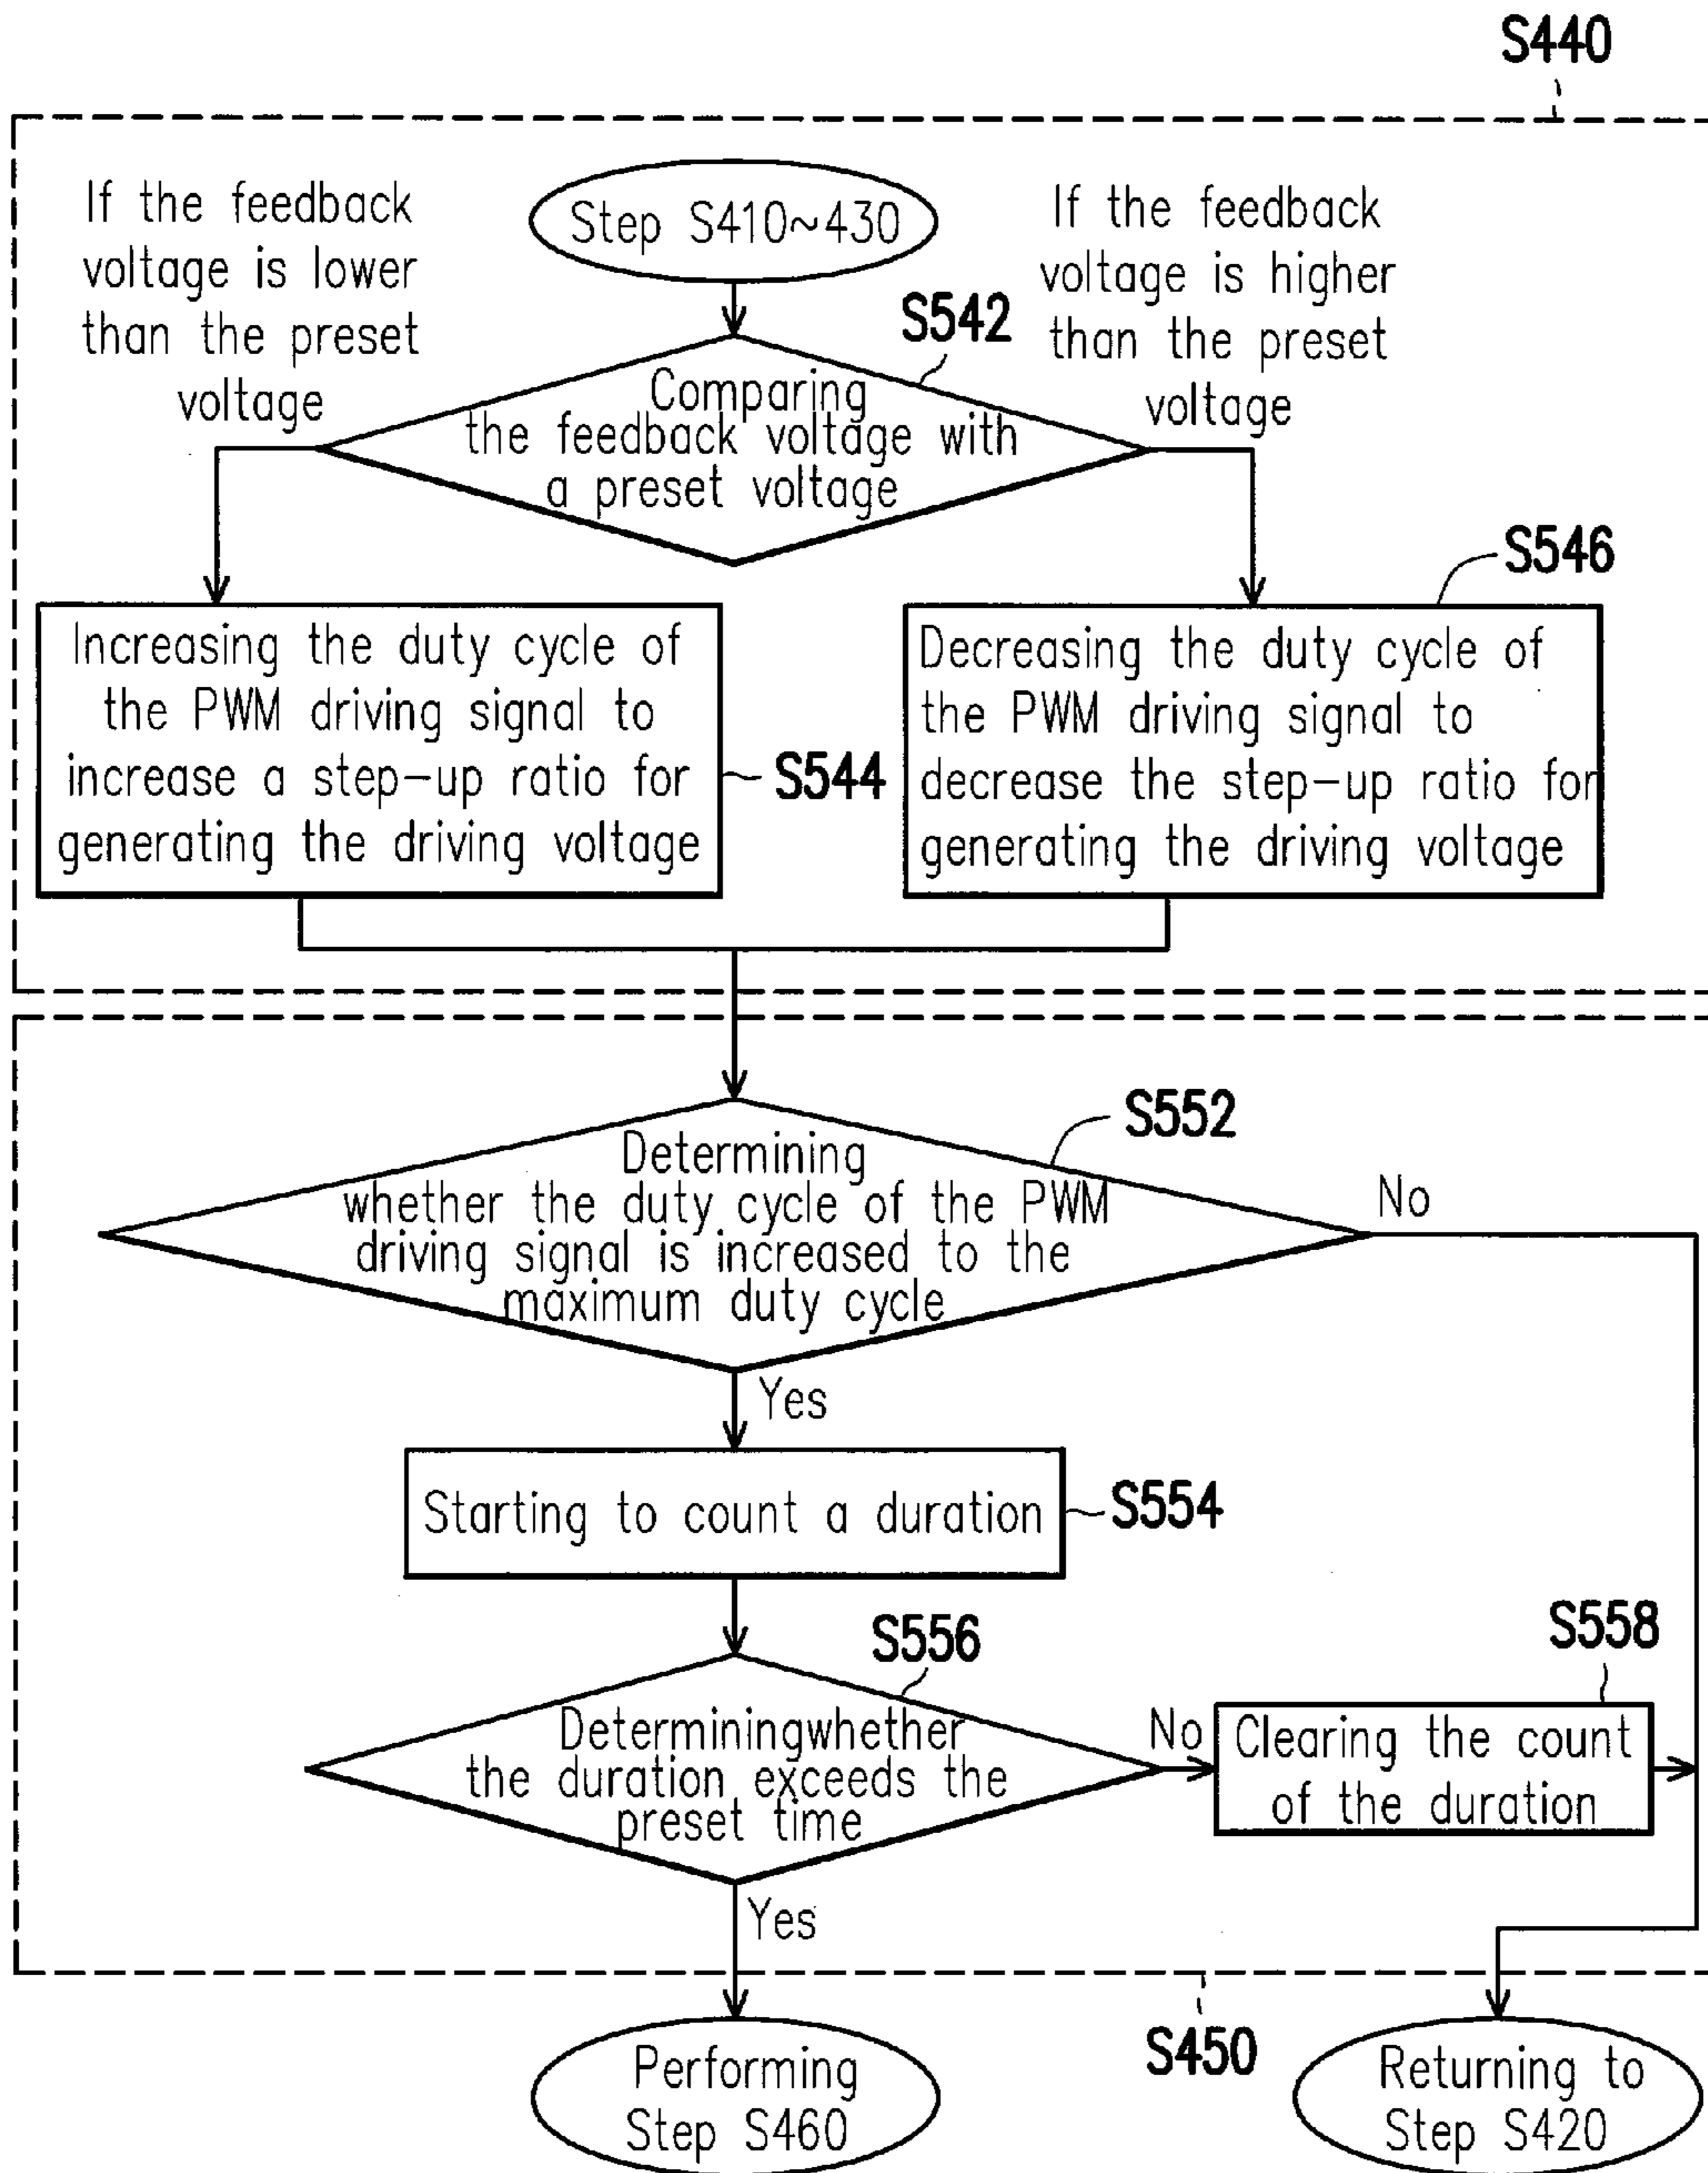 S440
If the feedback
voltage is lower
than the preset
voltage
Step S410~430
If the feedback
voltage is higher
than the preset
voltage
S542
Comparing
the feedback voltage with
a preset voltage
S546
Increasing the duty cycle of
the PWM driving signal to
increase a step-up ratio for
generating the driving voltage
S544
Decreasing the duty cycle of
the PWM driving signal to
decrease the step-up ratio for
generating the driving voltage
S552
Determining
whether the duty cycle of the PWM
driving signal is increased to the
maximum duty cycle
No
Yes
Starting to count a duration
S554
S556
S558
Determiningwhether
the duration exceeds the
preset time
No
Clearing the count
of the duration
Yes
S450
Performing
Step S460
Returning to
Step S420